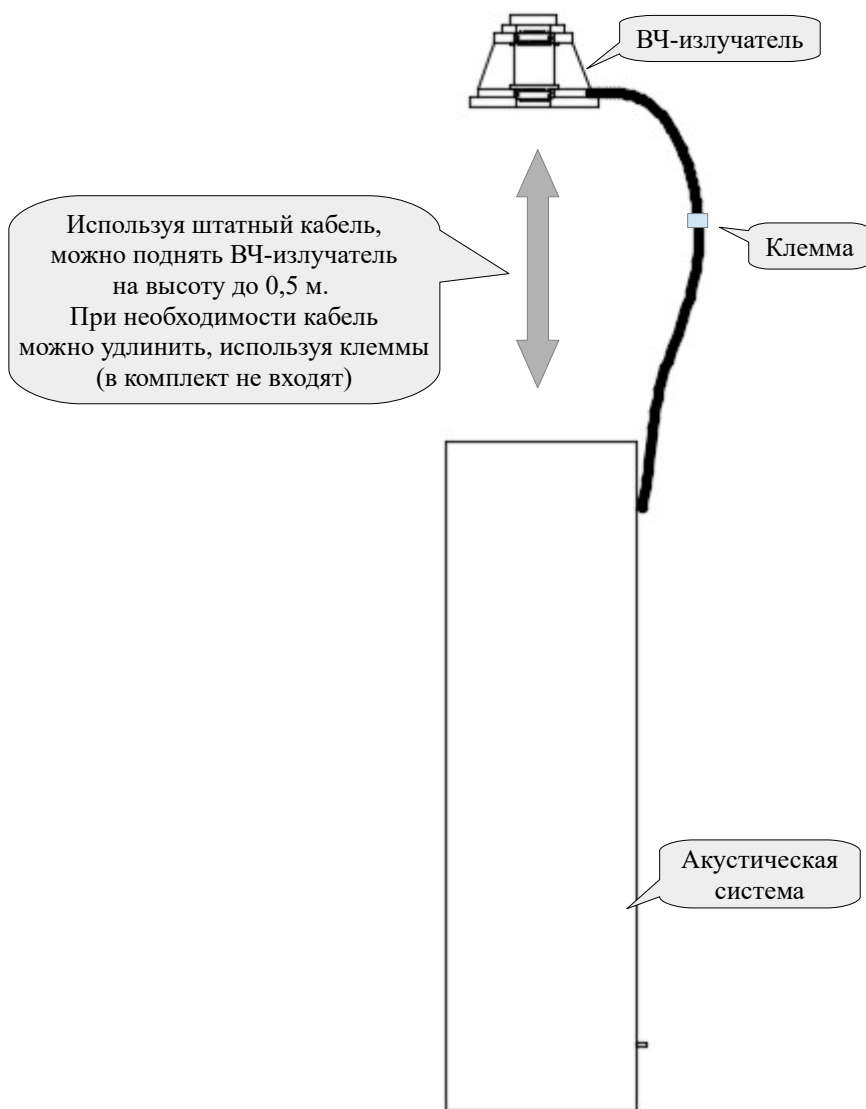 ВЧ-излучатель
Используя штатный кабель,
можно поднять ВЧ-излучатель
на высоту до 0,5 м.
При необходимости кабель
можно удлинить, используя клеммы
(в комплект не входят)
Клемма
Акустическая
система